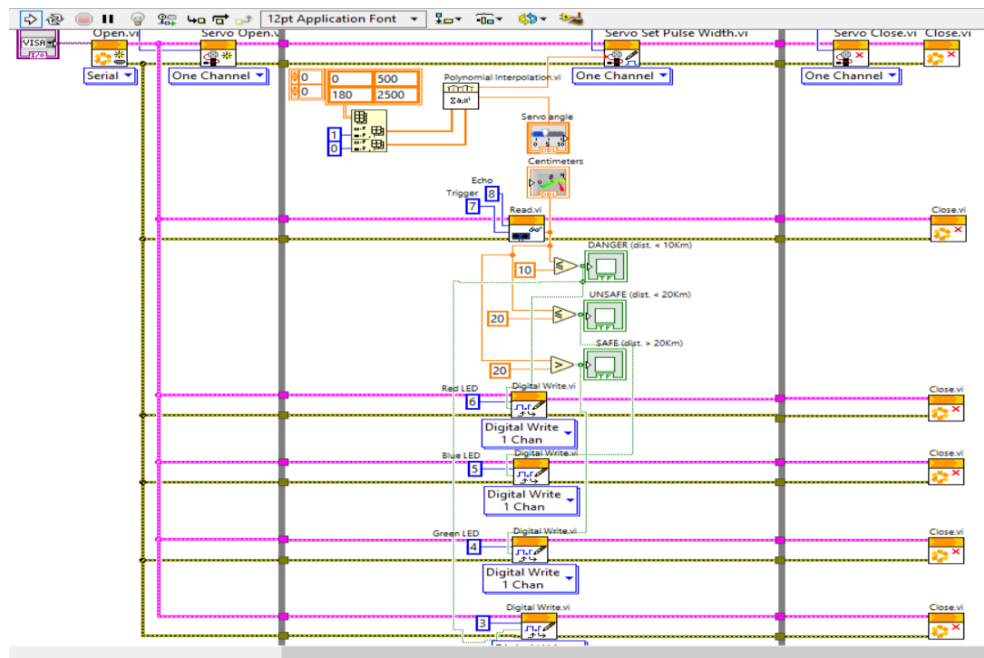 12pt Application Font
VISA
I/O
Open.vi
Servo Open.v
Servo Set Pulse Width.vi
Servo Close.vi
Close.vi
Serial
One Channel
One Channel
One Channel
0
0
0 500
180 2500
Polynomial Interpolation.vi
1
0
Servo angle
Centimeters
Echo
8
Trigger
7
Read.vi
Close.vi
DANGER (dist. < 10Km)
10
TF
UNSAFE (dist. < 20Km)
20
TF
SAFE (dist. > 20Km)
20
TF
Red LED
6
Digital Write.vi
Close.vi
Digital Write
1 Chan
Blue LED
5
Digital Write.vi
Close.vi
Digital Write
1 Chan
Green LED
4
Digital Write.vi
Close.vi
Digital Write
1 Chan
Digital Write.vi
3
Close.vi